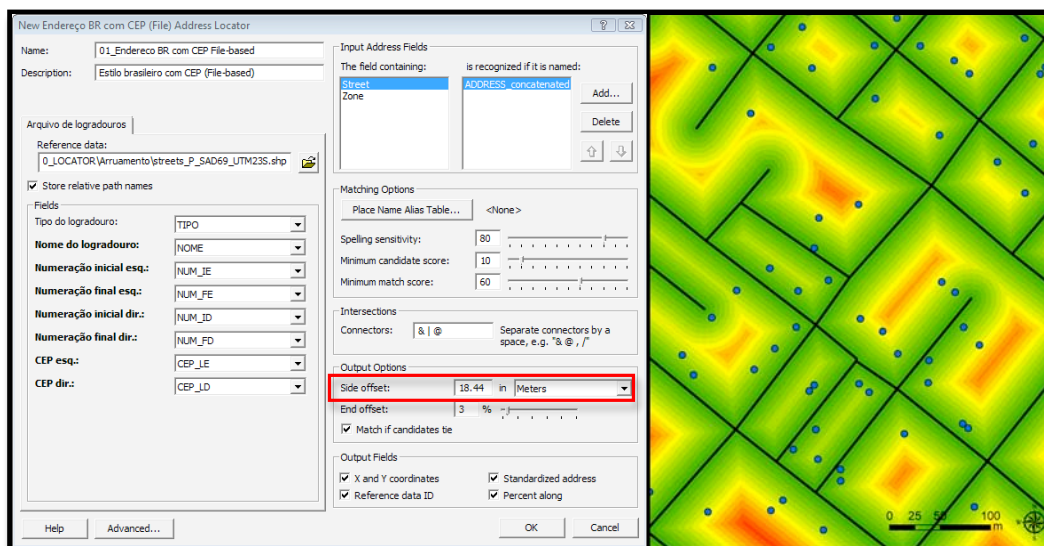 New Endereço BR com CEP (File) Address Locator
Name: 01_Endereco BR com CEP File-based
Description: Estilo brasileiro com CEP (File-based)
Arquivo de logradouros
Reference data:
0_LOCATOR\Arruamento\streets_P_SAD69_UTM23S.shp
Store relative path names
Fields
Tipo do logradouro: TIPO
Nome do logradouro: NOME
Numeração inicial esq.: NUM_IE
Numeração final esq.: NUM_FE
Numeração inicial dir.: NUM_ID
Numeração final dir.: NUM_FD
CEP esq.: CEP_LE
CEP dir.: CEP_LD
Help Advanced...
Input Address Fields
The field containing: is recognized if it is named:
Street ADDRESS_concatenated
Zone
Add...
Delete
Matching Options
Place Name Alias Table... <None>
Spelling sensitivity: 80
Minimum candidate score: 10
Minimum match score: 60
Intersections
Connectors: & | @ Separate connectors by a
space, e.g. "& @ , /"
Output Options
Side offset: 18.44 in Meters
End offset: 3 %
Match if candidates tie
Output Fields
X and Y coordinates Standardized address
Reference data ID Percent along
OK Cancel
0 25 50 100
m